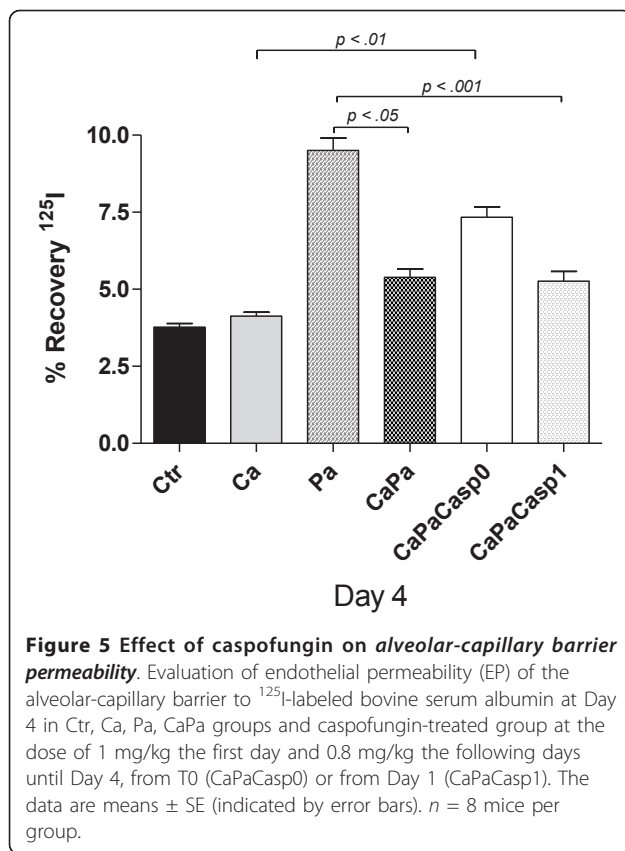 p < .01
p < .001
p < .05
% Recovery ¹²⁵I
10.0
7.5
5.0
2.5
0.0
Ctr
Ca
Pa
CaPa
CaPaCasp0
CaPaCasp1
Day 4
Figure 5 Effect of caspofungin on alveolar-capillary barrier
permeability. Evaluation of endothelial permeability (EP) of the
alveolar-capillary barrier to ¹²⁵I-labeled bovine serum albumin at Day
4 in Ctr, Ca, Pa, CaPa groups and caspofungin-treated group at the
dose of 1 mg/kg the first day and 0.8 mg/kg the following days
until Day 4, from T0 (CaPaCasp0) or from Day 1 (CaPaCasp1). The
data are means ± SE (indicated by error bars). n = 8 mice per
group.